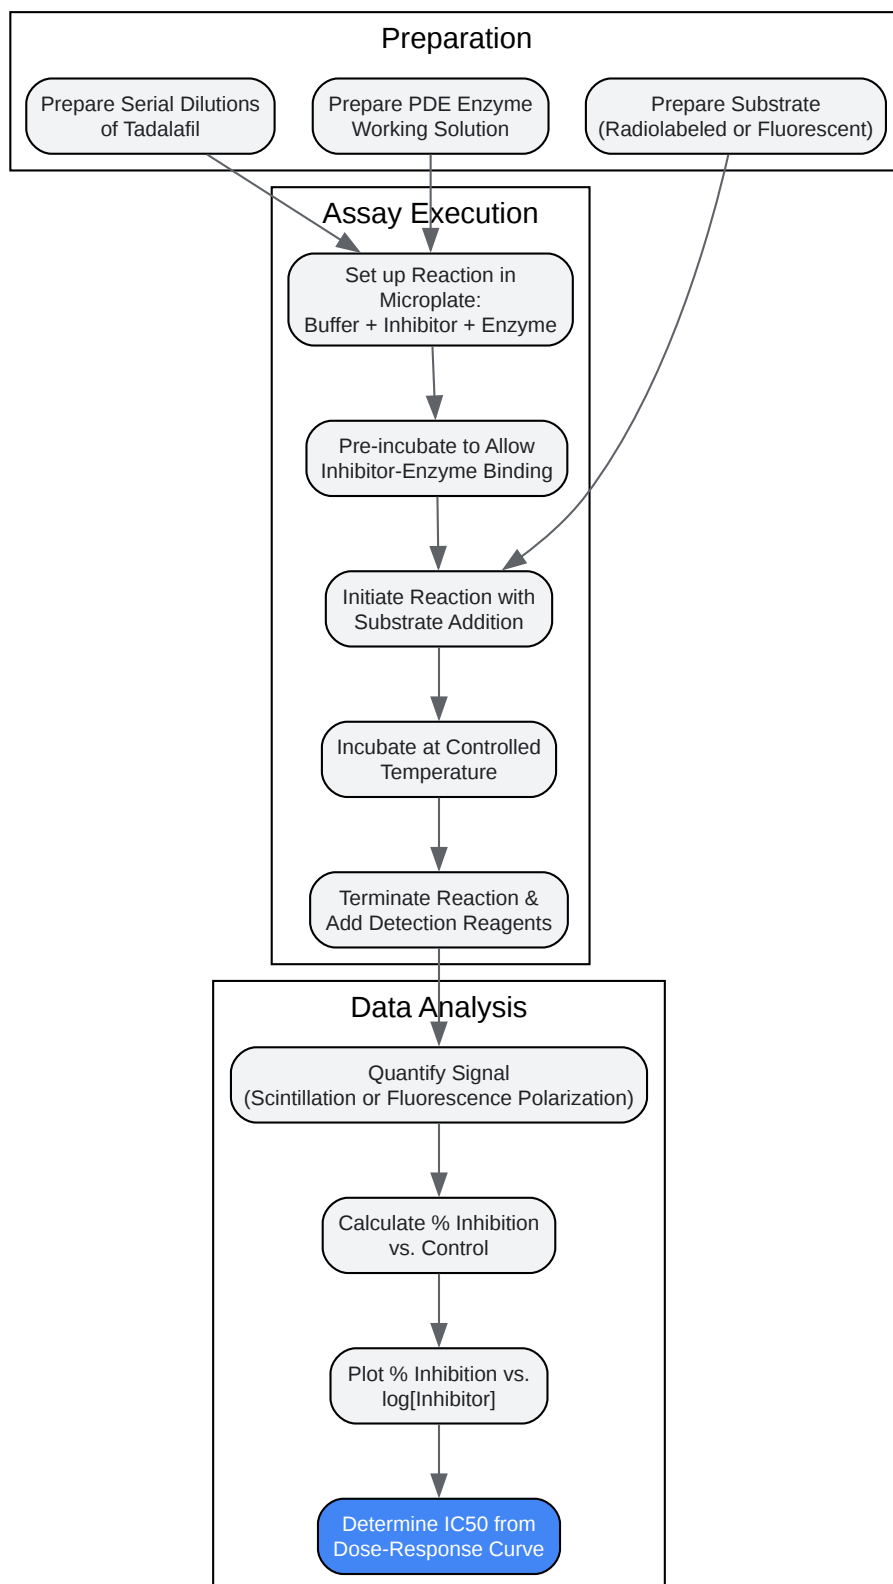 Preparation
Prepare Serial Dilutions
of Tadalafil
Prepare PDE Enzyme
Working Solution
Prepare Substrate
(Radiolabeled or Fluorescent)
Assay Execution
Set up Reaction in
Microplate:
Buffer + Inhibitor + Enzyme
Pre-incubate to Allow
Inhibitor-Enzyme Binding
Initiate Reaction with
Substrate Addition
Incubate at Controlled
Temperature
Terminate Reaction &
Add Detection Reagents
Data Analysis
Quantify Signal
(Scintillation or Fluorescence Polarization)
Calculate % Inhibition
vs. Control
Plot % Inhibition vs.
log[Inhibitor]
Determine IC50 from
Dose-Response Curve